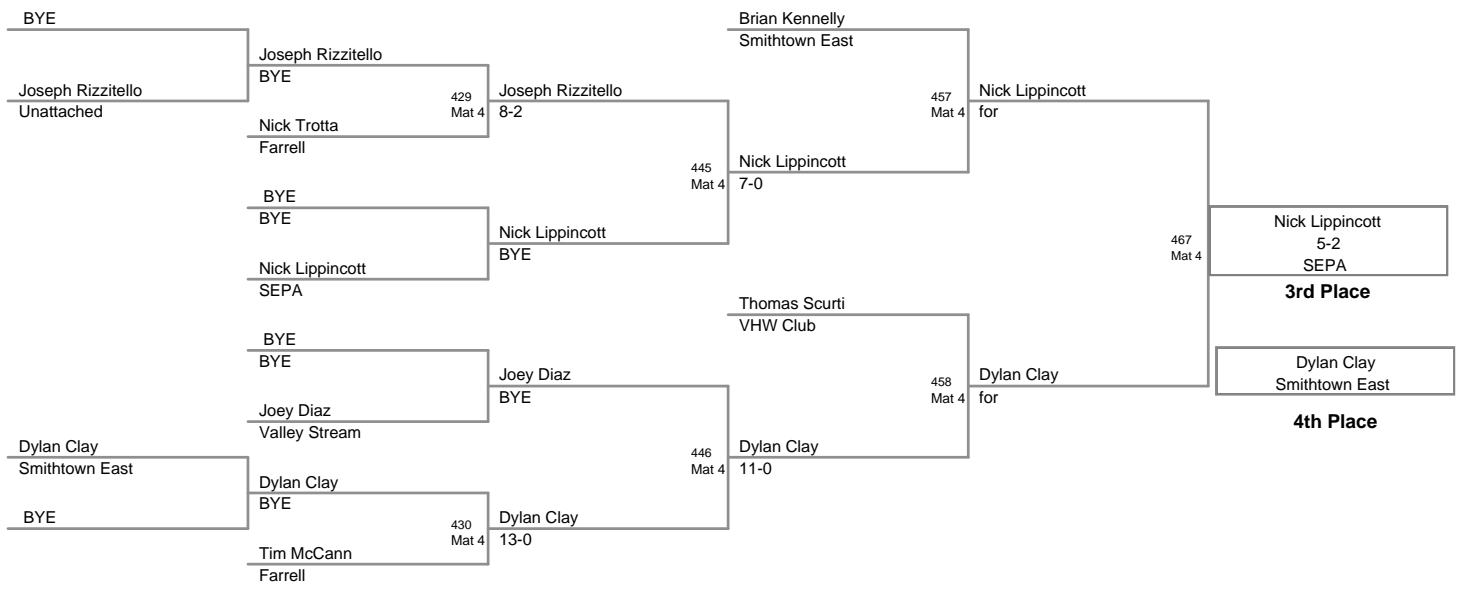 BYE
Joseph Rizzitello
Unattached
Joseph Rizzitello
BYE
Nick Trotta
Farrell
429
Mat 4
Joseph Rizzitello
8-2
BYE
BYE
Nick Lippincott
SEPA
Nick Lippincott
BYE
445
Mat 4
Nick Lippincott
7-0
Brian Kennelly
Smithtown East
457
Mat 4
Nick Lippincott
for
BYE
BYE
Joey Diaz
Valley Stream
Joey Diaz
BYE
Dylan Clay
Smithtown East
BYE
Dylan Clay
BYE
Tim McCann
Farrell
430
Mat 4
Dylan Clay
13-0
446
Mat 4
Dylan Clay
11-0
Thomas Scurti
VHW Club
458
Mat 4
Dylan Clay
for
467
Mat 4
Nick Lippincott
5-2
SEPA
3rd Place
Dylan Clay
Smithtown East
4th Place